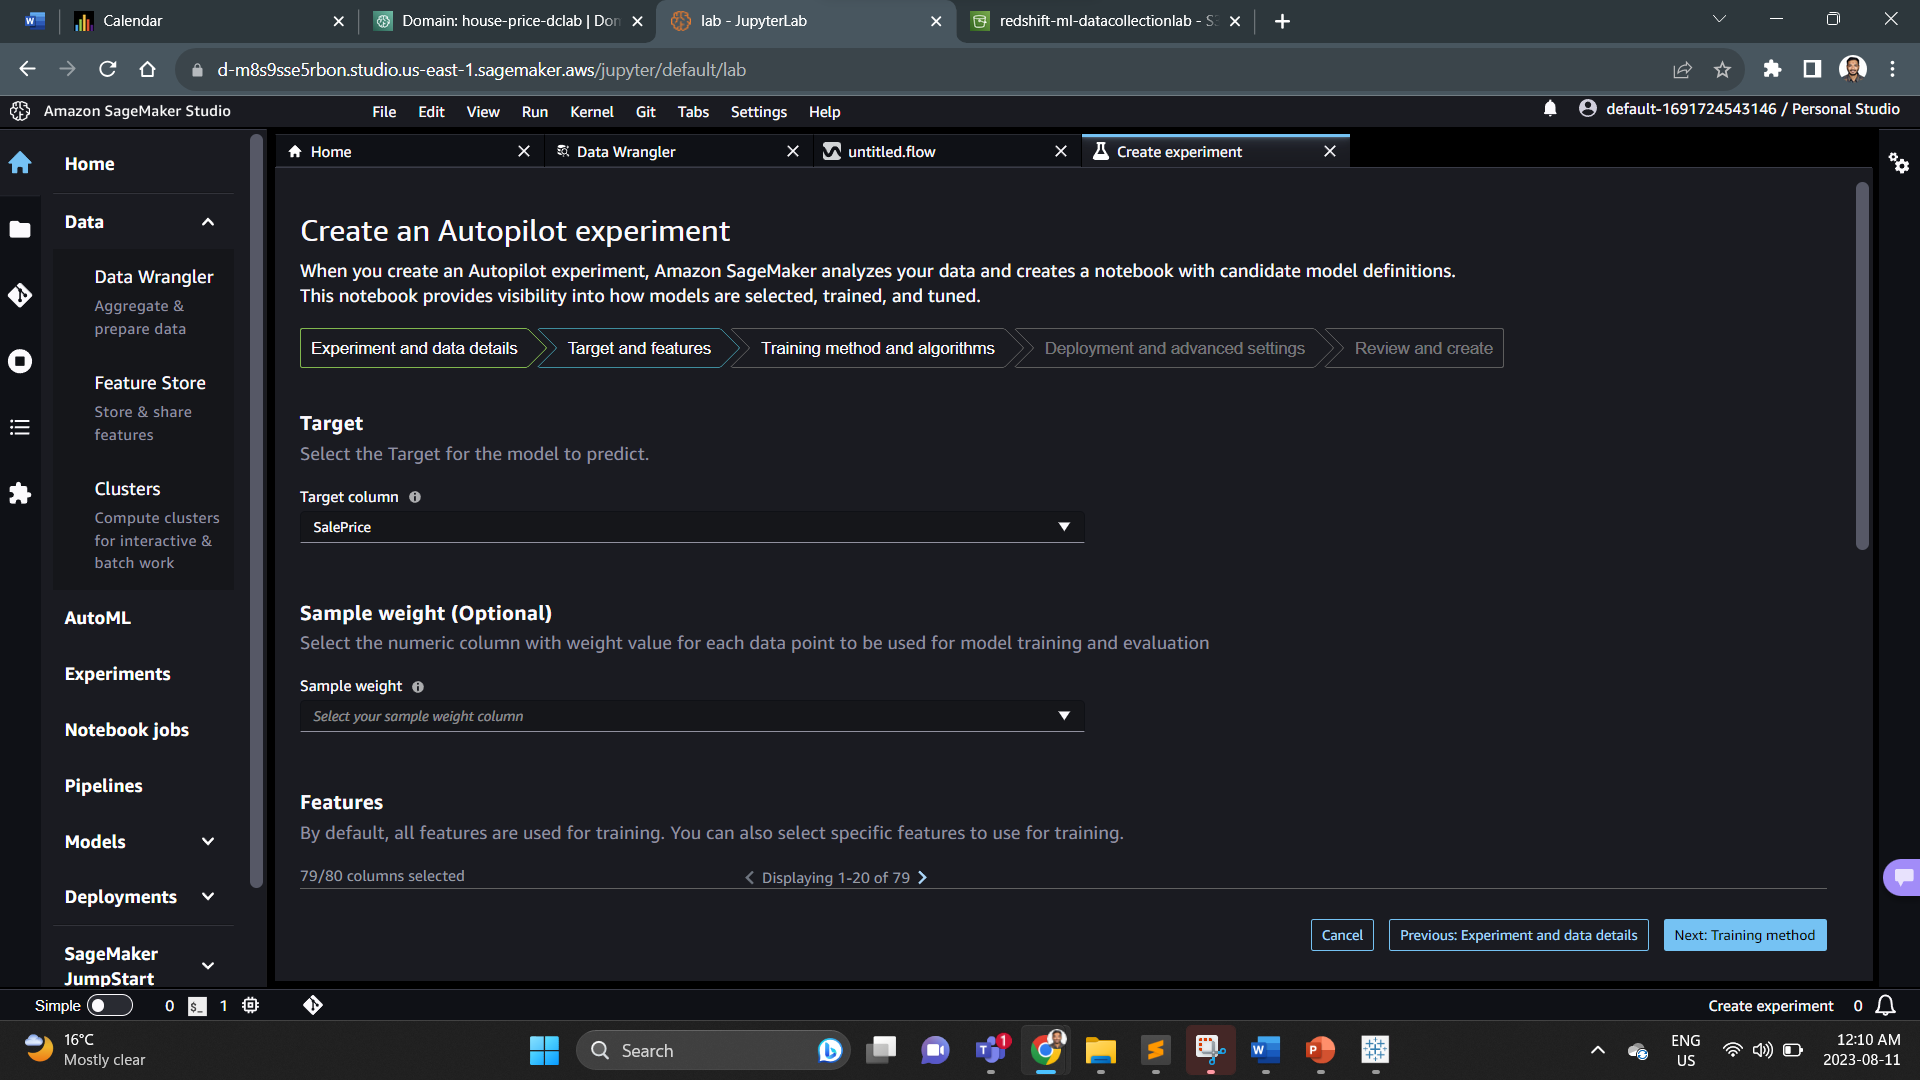 Calendar
Domain: house-price-dclab | Don
lab - JupyterLab
redshift-ml-datacollectionlab - S3
d-m8s9sse5rbon.studio.us-east-1.sagemaker.aws/jupyter/default/lab
Amazon SageMaker Studio
File Edit View Run Kernel Git Tabs Settings Help
default-1691724543146 / Personal Studio
Home
Data Wrangler
untitled.flow
Create experiment
Home
Data
Data Wrangler
Aggregate &
prepare data
Feature Store
Store & share
features
Clusters
Compute clusters
for interactive &
batch work
AutoML
Experiments
Notebook jobs
Pipelines
Models
Deployments
SageMaker
JumpStart
Create an Autopilot experiment
When you create an Autopilot experiment, Amazon SageMaker analyzes your data and creates a notebook with candidate model definitions.
This notebook provides visibility into how models are selected, trained, and tuned.
Experiment and data details
Target and features
Training method and algorithms
Deployment and advanced settings
Review and create
Target
Select the Target for the model to predict.
Target column
SalePrice
Sample weight (Optional)
Select the numeric column with weight value for each data point to be used for model training and evaluation
Sample weight
Select your sample weight column
Features
By default, all features are used for training. You can also select specific features to use for training.
79/80 columns selected
Displaying 1-20 of 79
Cancel
Previous: Experiment and data details
Next: Training method
Simple
0
$_
1
Create experiment
0
16°C
Mostly clear
Search
1
ENG
US
12:10 AM
2023-08-11